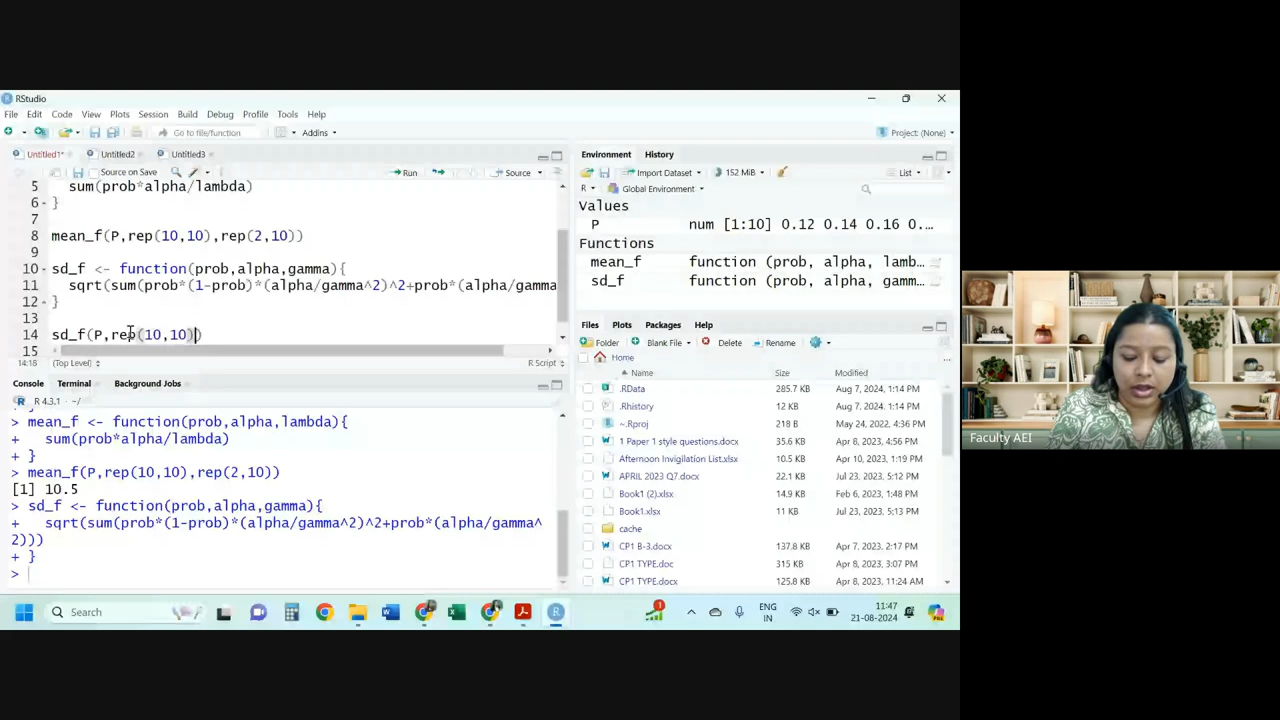 RStudio
File Edit Code View Plots Session Build Debug Profile Tools Help
Go to file/function
Addins
Project: (None)
Untitled1*
Untitled2
Untitled3
Source on Save
Run
Source
5 sum(prob*alpha/lambda)
6 }
7
8 mean_f(P,rep(10,10),rep(2,10))
9
10 sd_f <- function(prob,alpha,gamma){
11 sqrt(sum(prob*(1-prob)*(alpha/gamma^2)^2+prob*(alpha/gamma
12 }
13
14 sd_f(P,rep(10,10))
15
14:18 (Top Level) R Script
Console Terminal Background Jobs
R 4.3.1 · ~/
> mean_f <- function(prob,alpha,lambda){
+ sum(prob*alpha/lambda)
+ }
> mean_f(P,rep(10,10),rep(2,10))
[1] 10.5
> sd_f <- function(prob,alpha,gamma){
+ sqrt(sum(prob*(1-prob)*(alpha/gamma^2)^2+prob*(alpha/gamma^
2)))
+ }
>
Environment History
Import Dataset 152 MiB List
R Global Environment
Values
P num [1:10] 0.12 0.14 0.16 0.…
Functions
mean_f function (prob, alpha, lamb…
sd_f function (prob, alpha, gamm…
Files Plots Packages Help
Folder Blank File Delete Rename
Home
Name Size Modified
.RData 285.7 KB Aug 7, 2024, 1:14 PM
.Rhistory 12 KB Aug 7, 2024, 1:14 PM
~.Rproj 218 B May 24, 2022, 4:36 PM
1 Paper 1 style questions.docx 35.6 KB Apr 8, 2023, 4:56 PM
Afternoon Invigilation List.xlsx 10.5 KB Apr 10, 2023, 1:19 PM
APRIL 2023 Q7.docx 22.1 KB Jul 23, 2023, 5:12 PM
Book1 (2).xlsx 14.9 KB Feb 6, 2023, 1:48 PM
Book1.xlsx 11 KB Jul 23, 2023, 5:13 PM
cache
CP1 B-3.docx 137.8 KB Apr 7, 2023, 2:17 PM
CP1 TYPE.doc 315 KB Apr 8, 2023, 3:07 PM
CP1 TYPE.docx 125.8 KB Apr 8, 2023, 11:24 AM
Faculty AEI
Search
ENG
IN
11:47
21-08-2024